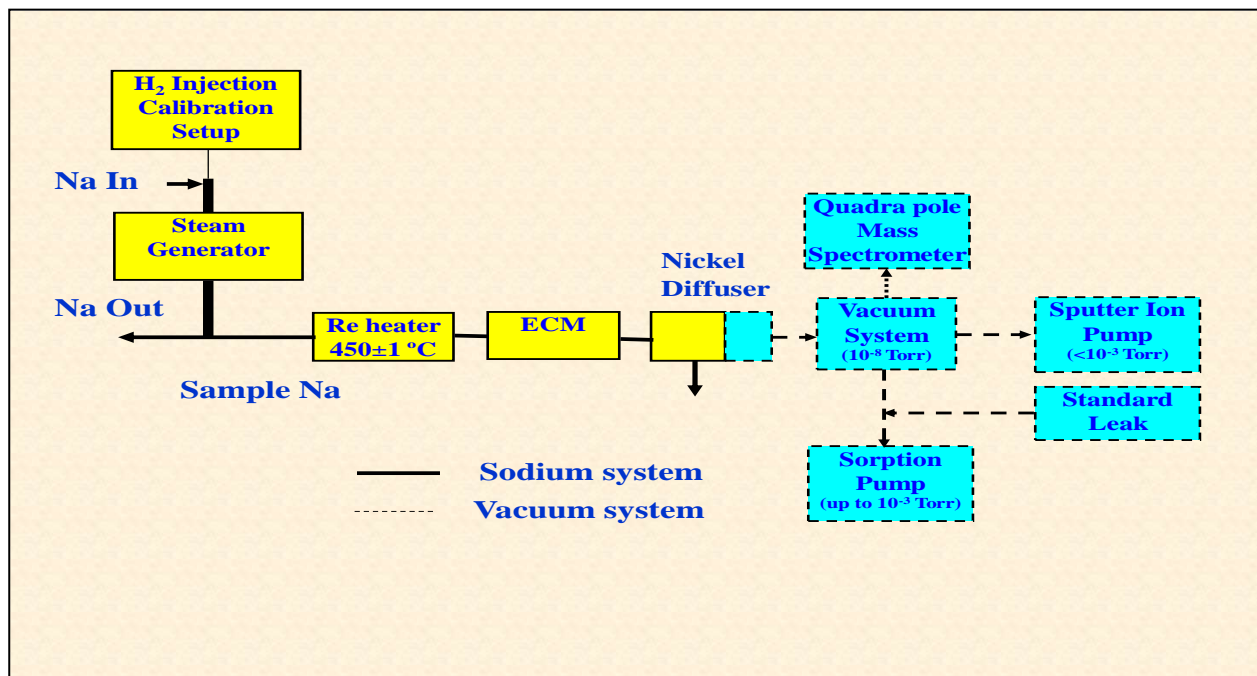 H₂ Injection
Calibration
Setup
Na In
Steam
Generator
Na Out
Re heater
450±1 ºC
Sample Na
ECM
Nickel
Diffuser
Quadra pole
Mass
Spectrometer
Vacuum
System
(10⁻⁸ Torr)
Sputter Ion
Pump
(<10⁻³ Torr)
Standard
Leak
Sorption
Pump
(up to 10⁻³ Torr)
Sodium system
Vacuum system